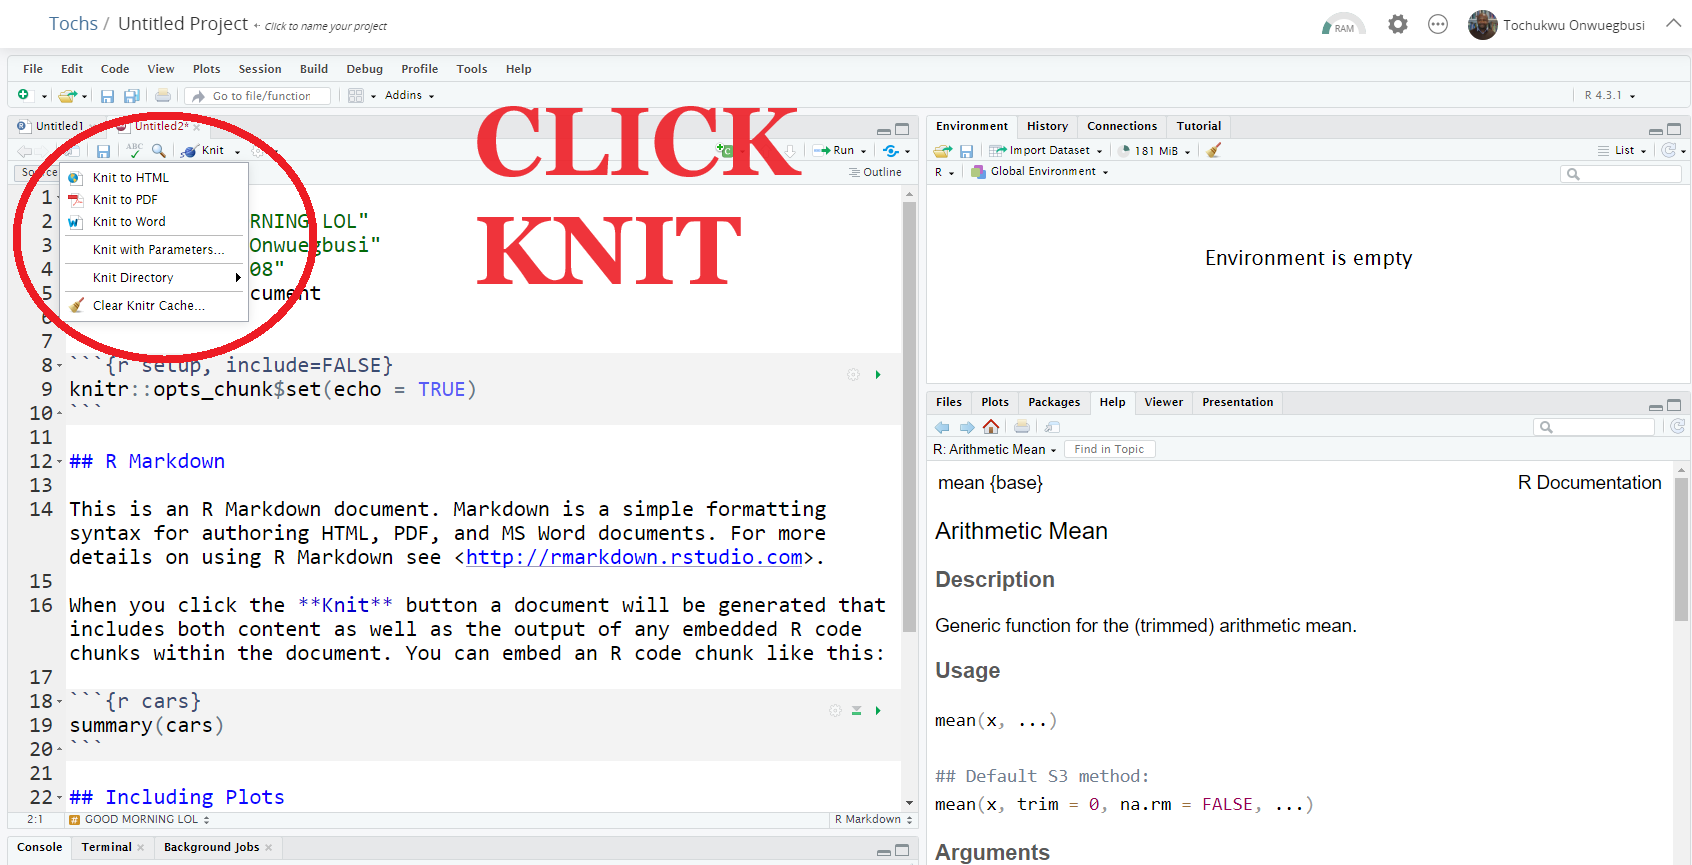 Tochs / Untitled Project ← Click to name your project
RAM
Tochukwu Onwuegbusi
File Edit Code View Plots Session Build Debug Profile Tools Help
Go to file/function
Addins
R 4.3.1
Untitled1
Untitled2*
ABC
Knit
Run
Source
Outline
Knit to HTML
Knit to PDF
Knit to Word
Knit with Parameters...
Knit Directory
Clear Knitr Cache...
CLICK
KNIT
1
2 RNING LOL"
3 Onwuegbusi"
4 08"
5 cument
6
7
8 ```{r setup, include=FALSE}
9 knitr::opts_chunk$set(echo = TRUE)
10 ```
11
12 ## R Markdown
13
14 This is an R Markdown document. Markdown is a simple formatting
syntax for authoring HTML, PDF, and MS Word documents. For more
details on using R Markdown see <http://rmarkdown.rstudio.com>.
15
16 When you click the **Knit** button a document will be generated that
includes both content as well as the output of any embedded R code
chunks within the document. You can embed an R code chunk like this:
17
18 ```{r cars}
19 summary(cars)
20 ```
21
22 ## Including Plots
2:1 # GOOD MORNING LOL R Markdown
Console Terminal Background Jobs
Environment History Connections Tutorial
Import Dataset 181 MiB List
R Global Environment
Environment is empty
Files Plots Packages Help Viewer Presentation
R: Arithmetic Mean Find in Topic
mean {base} R Documentation
Arithmetic Mean
Description
Generic function for the (trimmed) arithmetic mean.
Usage
mean(x, ...)
## Default S3 method:
mean(x, trim = 0, na.rm = FALSE, ...)
Arguments